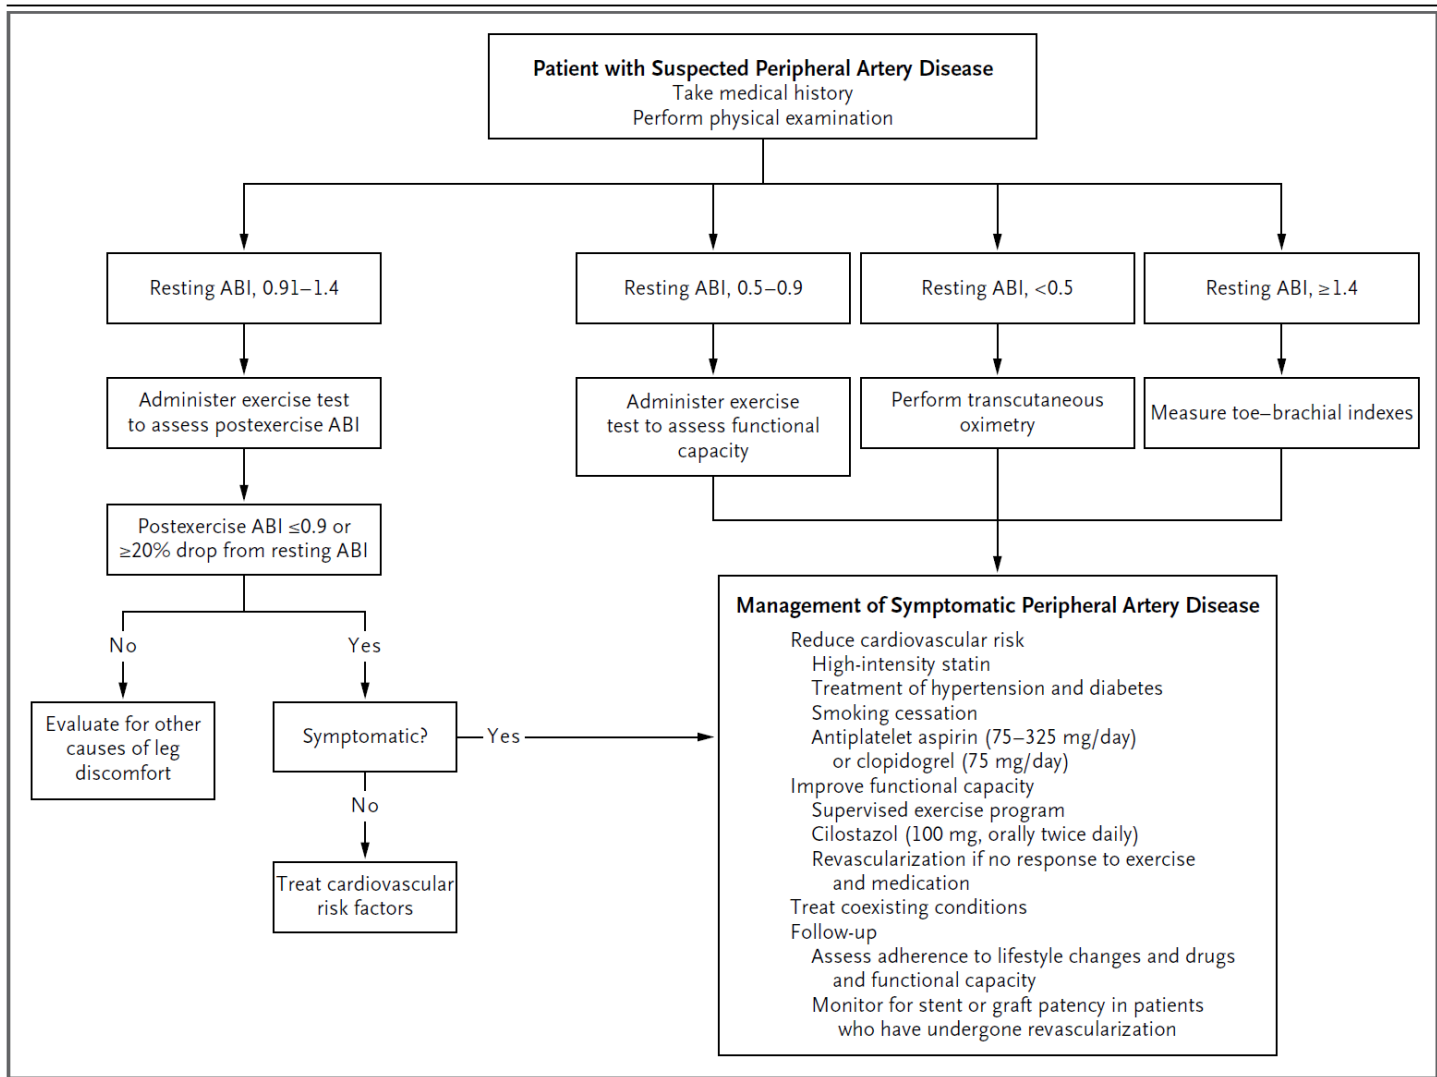 Patient with Suspected Peripheral Artery Disease
Take medical history
Perform physical examination
Resting ABI, 0.91–1.4
Resting ABI, 0.5–0.9
Resting ABI, <0.5
Resting ABI, ≥1.4
Administer exercise test
to assess postexercise ABI
Administer exercise
test to assess functional
capacity
Perform transcutaneous
oximetry
Measure toe–brachial indexes
Postexercise ABI ≤0.9 or
≥20% drop from resting ABI
No
Yes
Evaluate for other
causes of leg
discomfort
Symptomatic?
Yes
No
Treat cardiovascular
risk factors
Management of Symptomatic Peripheral Artery Disease
Reduce cardiovascular risk
High-intensity statin
Treatment of hypertension and diabetes
Smoking cessation
Antiplatelet aspirin (75–325 mg/day)
or clopidogrel (75 mg/day)
Improve functional capacity
Supervised exercise program
Cilostazol (100 mg, orally twice daily)
Revascularization if no response to exercise
and medication
Treat coexisting conditions
Follow-up
Assess adherence to lifestyle changes and drugs
and functional capacity
Monitor for stent or graft patency in patients
who have undergone revascularization